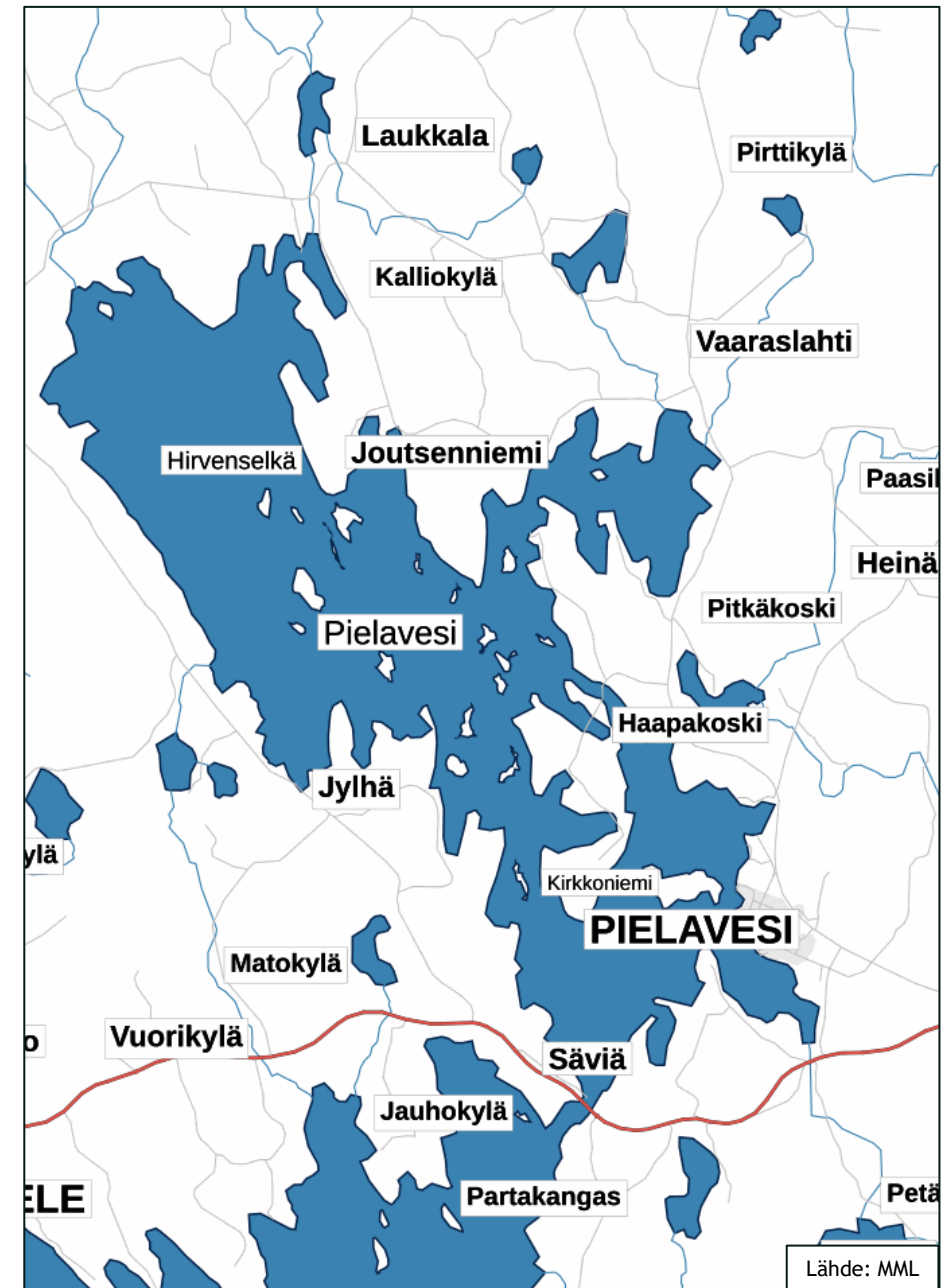 Laukkala
Pirttikylä
Kalliokylä
Vaaraslahti
Joutsenniemi
Hirvenselkä
Paasil
Heinä
Pitkäkoski
Pielavesi
Haapakoski
Jylhä
ylä
Kirkkoniemi
PIELAVESI
Matokylä
Vuorikylä
o
Säviä
Jauhokylä
Partakangas
ELE
Petä
Lähde: MML